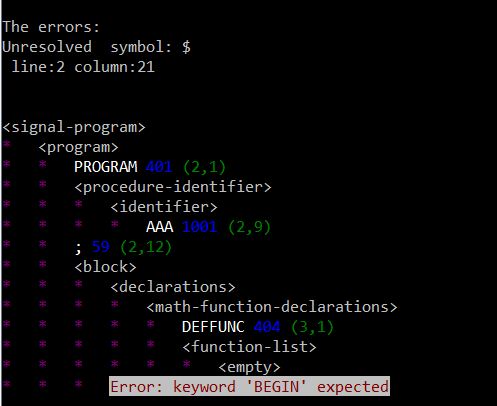 The errors:
Unresolved  symbol: $
 line:2 column:21
<signal-program>
*   <program>
*   *   PROGRAM 401 (2,1)
*   *   <procedure-identifier>
*   *   *   <identifier>
*   *   *   *   AAA 1001 (2,9)
*   *   ; 59 (2,12)
*   *   <block>
*   *   *   <declarations>
*   *   *   *   <math-function-declarations>
*   *   *   *   *   DEFFUNC 404 (3,1)
*   *   *   *   *   <function-list>
*   *   *   *   *   *   <empty>
*   *   *   Error: keyword 'BEGIN' expected